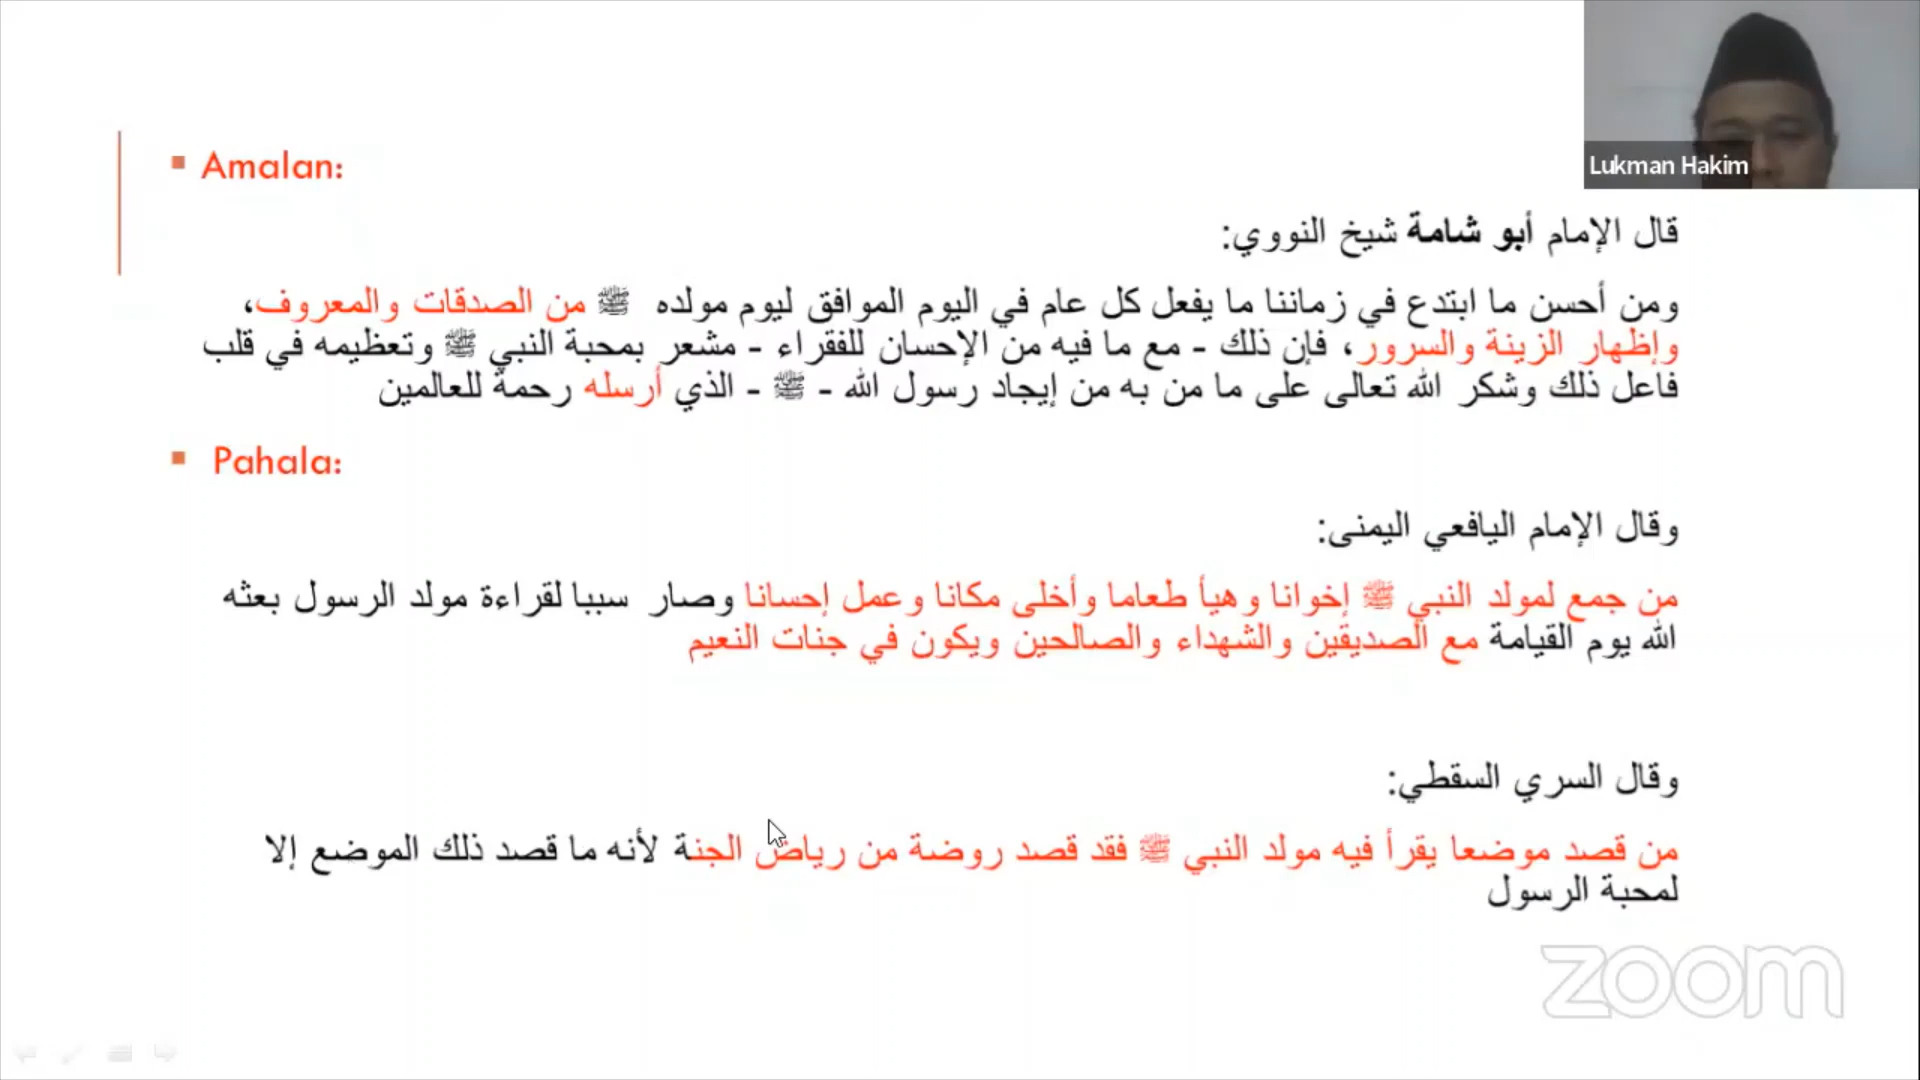 Lukman Hakim
Amalan:
قال الإمام أبو شامة شيخ النووي:
ومن أحسن ما ابتدع في زماننا ما يفعل كل عام في اليوم الموافق ليوم مولده ﷺ من الصدقات والمعروف،
وإظهار الزينة والسرور، فإن ذلك - مع ما فيه من الإحسان للفقراء - مشعر بمحبة النبي ﷺ وتعظيمه في قلب
فاعل ذلك وشكر الله تعالى على ما من به من إيجاد رسول الله - ﷺ - الذي أرسله رحمة للعالمين
Pahala:
وقال الإمام اليافعي اليمنى:
من جمع لمولد النبي ﷺ إخوانا وهيأ طعاما وأخلى مكانا وعمل إحسانا وصار سببا لقراءة مولد الرسول بعثه
الله يوم القيامة مع الصديقين والشهداء والصالحين ويكون في جنات النعيم
وقال السري السقطي:
من قصد موضعا يقرأ فيه مولد النبي ﷺ فقد قصد روضة من رياض الجنة لأنه ما قصد ذلك الموضع إلا
لمحبة الرسول
zoom